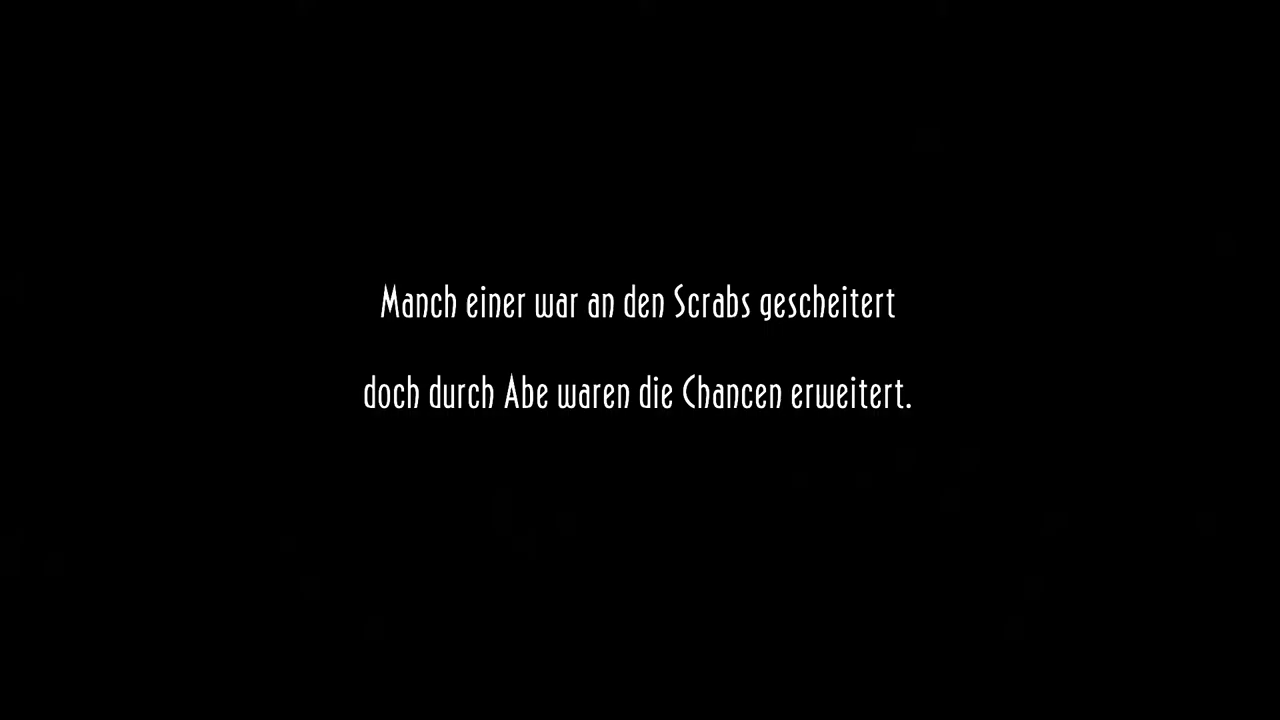 Manch einer war an den Scrabs gescheitert
doch durch Abe waren die Chancen erweitert.